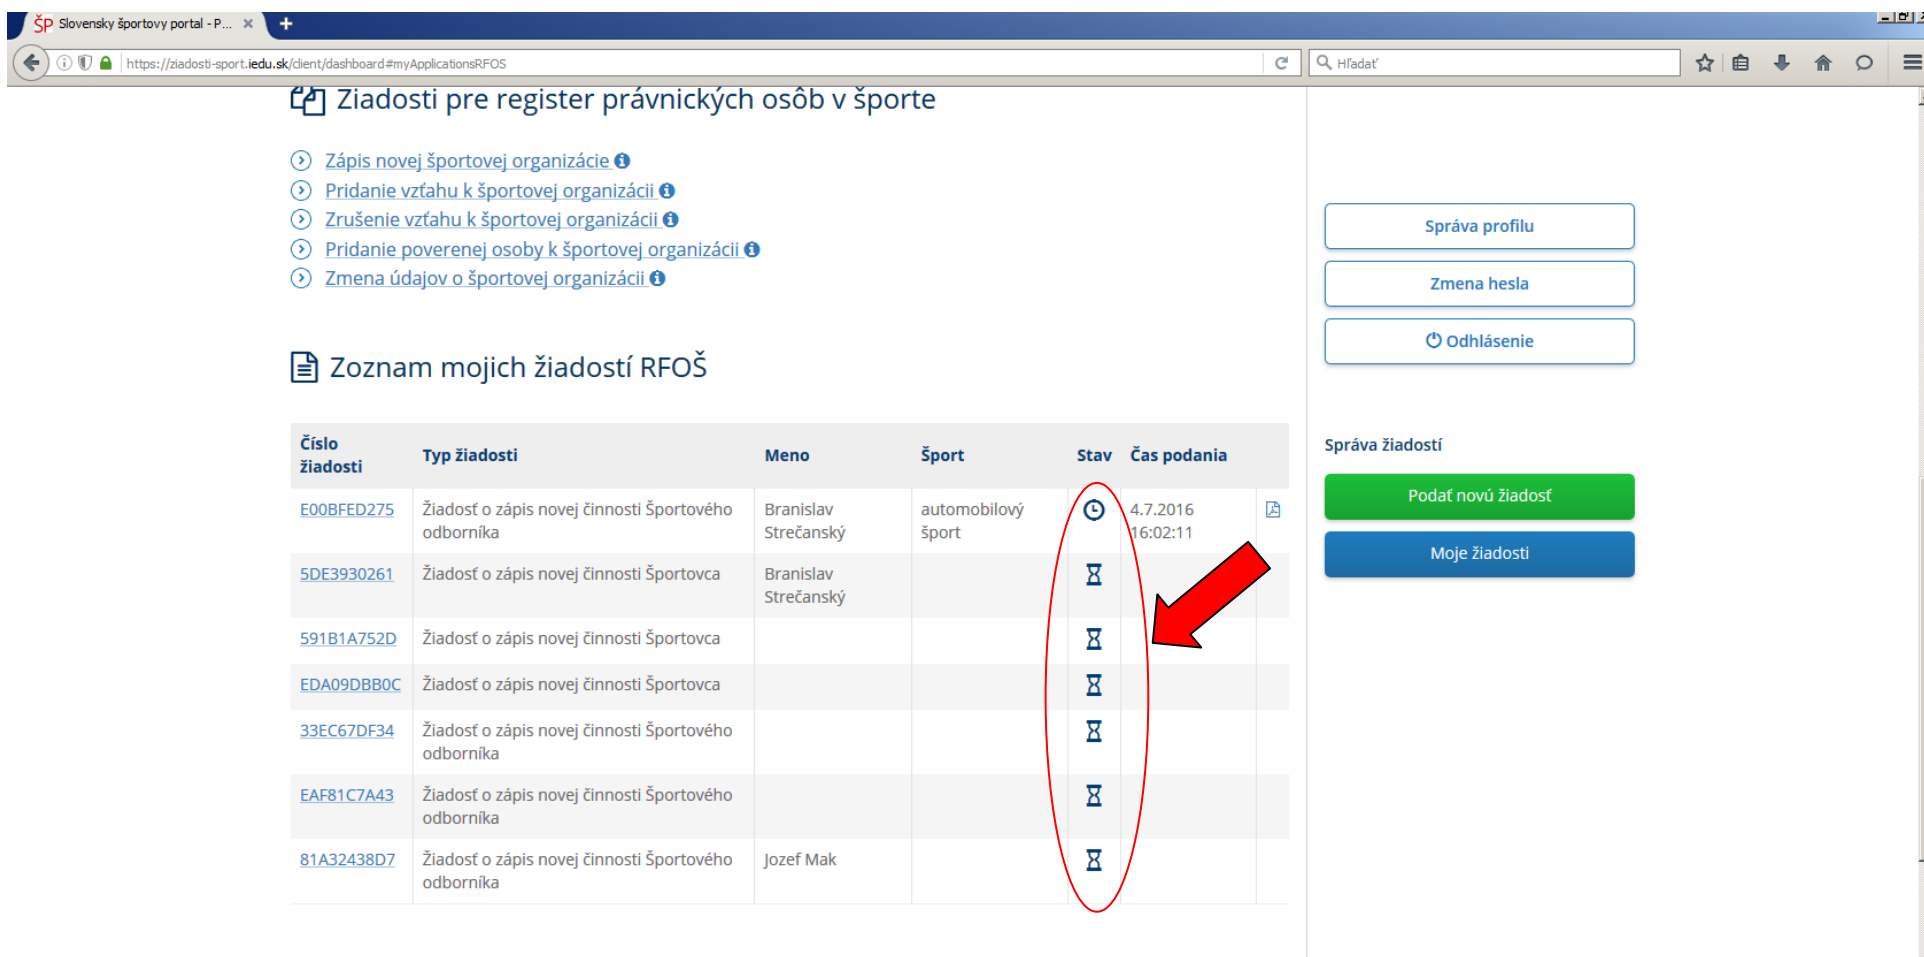 ŠP Slovensky športovy portal - P...
https://ziadosti-sport.iedu.sk/client/dashboard#myApplicationsRFOS
Hľadať
Ziadosti pre register právnických osôb v športe
Zápis novej športovej organizácie
Pridanie vzťahu k športovej organizácii
Zrušenie vzťahu k športovej organizácii
Pridanie poverenej osoby k športovej organizácii
Zmena údajov o športovej organizácii
Správa profilu
Zmena hesla
Odhlásenie
Zoznam mojich žiadostí RFOŠ
Číslo žiadosti Typ žiadosti Meno Šport Stav Čas podania
E00BFED275 Žiadosť o zápis novej činnosti Športového odborníka Branislav Strečanský automobilový šport 4.7.2016 16:02:11
5DE3930261 Žiadosť o zápis novej činnosti Športovca Branislav Strečanský
591B1A752D Žiadosť o zápis novej činnosti Športovca
EDA09DBB0C Žiadosť o zápis novej činnosti Športovca
33EC67DF34 Žiadosť o zápis novej činnosti Športového odborníka
EAF81C7A43 Žiadosť o zápis novej činnosti Športového odborníka
81A32438D7 Žiadosť o zápis novej činnosti Športového odborníka Jozef Mak
Správa žiadostí
Podať novú žiadosť
Moje žiadosti